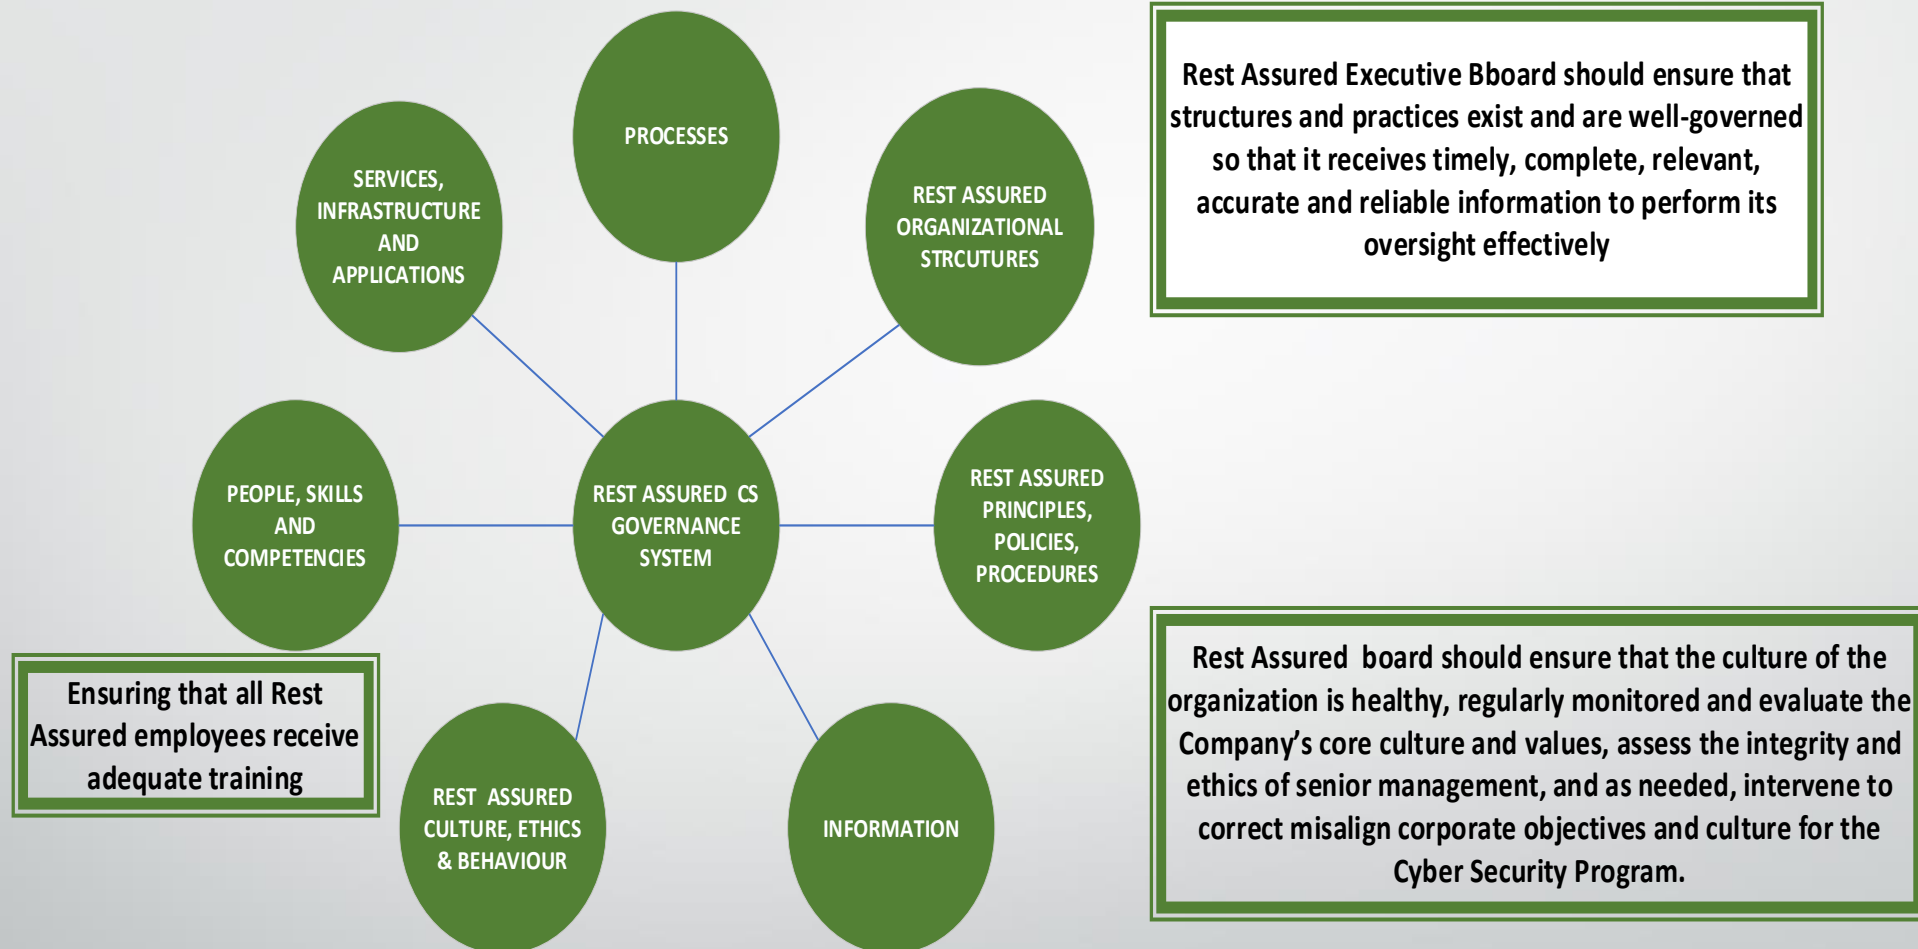 PROCESSES
SERVICES,
INFRASTRUCTURE
AND
APPLICATIONS
REST ASSURED
ORGANIZATIONAL
STRCUTURES
Rest Assured Executive Bboard should ensure that
structures and practices exist and are well-governed
so that it receives timely, complete, relevant,
accurate and reliable information to perform its
oversight effectively
PEOPLE, SKILLS
AND
COMPETENCIES
REST ASSURED CS
GOVERNANCE
SYSTEM
REST ASSURED
PRINCIPLES,
POLICIES,
PROCEDURES
Ensuring that all Rest
Assured employees receive
adequate training
REST ASSURED
CULTURE, ETHICS
& BEHAVIOUR
INFORMATION
Rest Assured board should ensure that the culture of the
organization is healthy, regularly monitored and evaluate the
Company’s core culture and values, assess the integrity and
ethics of senior management, and as needed, intervene to
correct misalign corporate objectives and culture for the
Cyber Security Program.